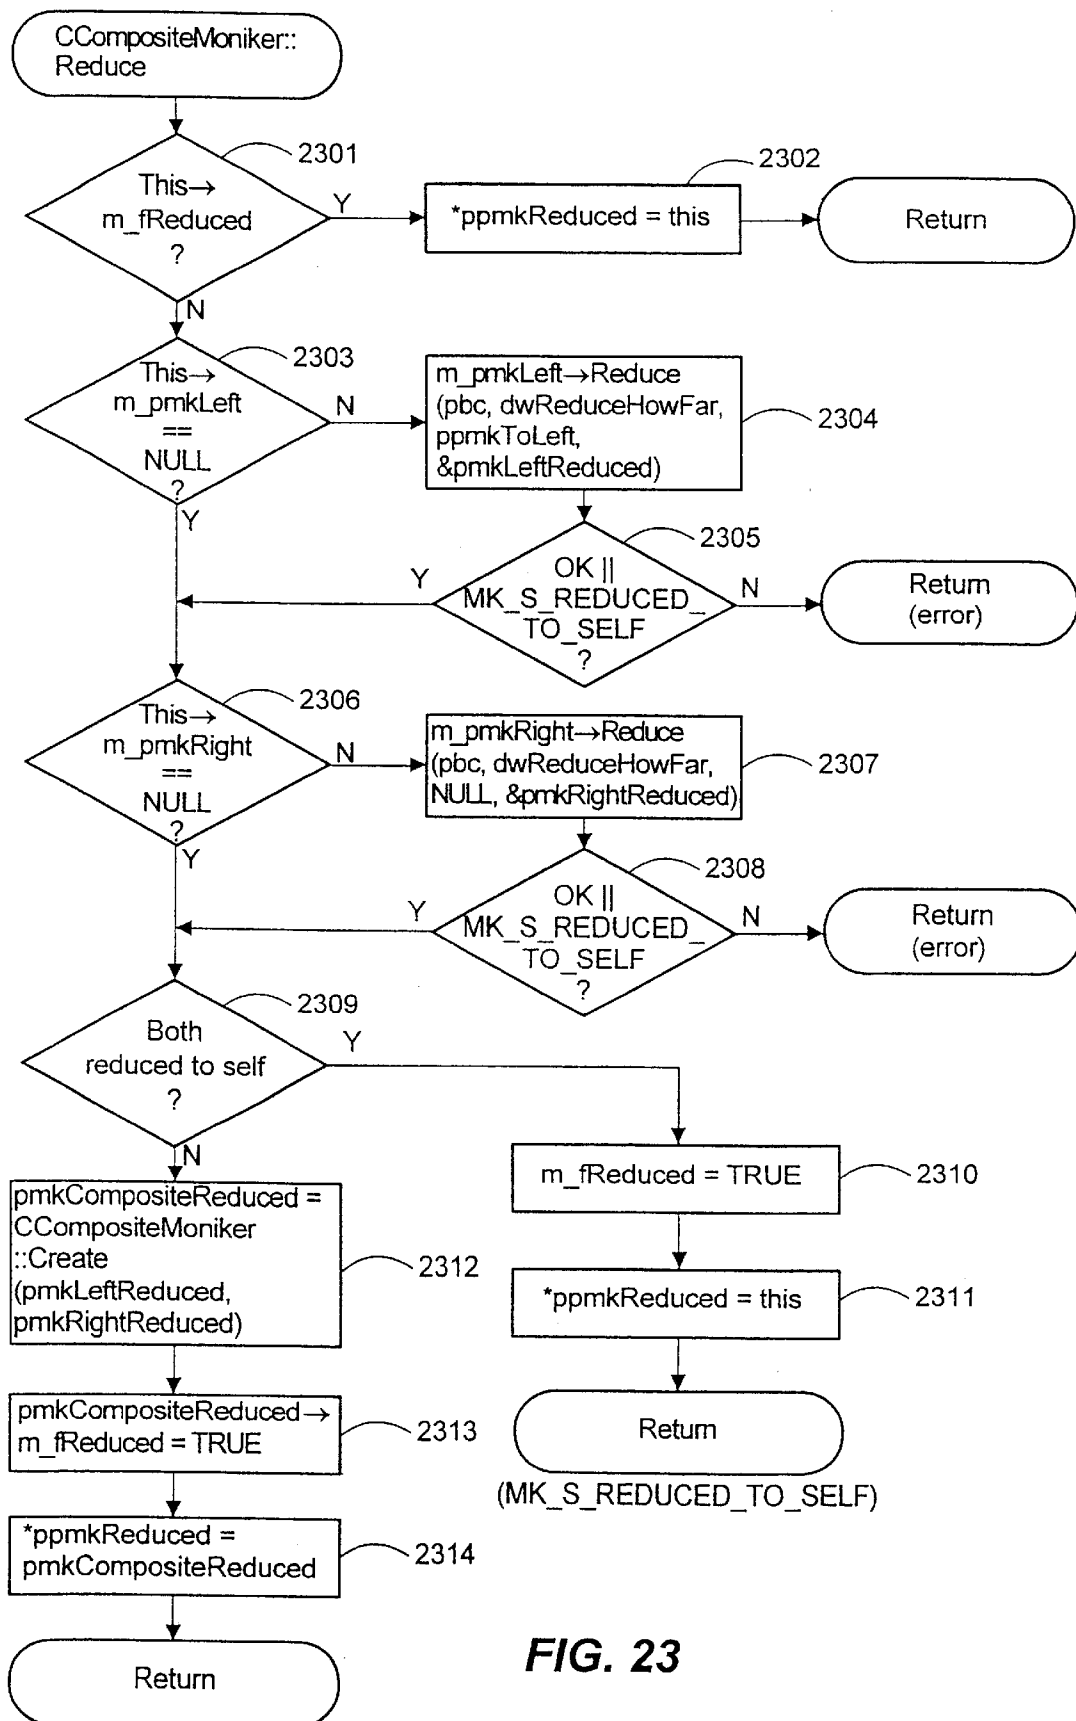 CCompositeMoniker::
Reduce
2301
This→
m_fReduced
?
Y
N
2302
*ppmkReduced = this
Return
2303
This→
m_pmkLeft
==
NULL
?
N
Y
m_pmkLeft→Reduce
(pbc, dwReduceHowFar,
ppmkToLeft,
&pmkLeftReduced)
2304
2305
OK ||
MK_S_REDUCED_
TO_SELF
?
Y
N
Return
(error)
2306
This→
m_pmkRight
==
NULL
?
N
Y
m_pmkRight→Reduce
(pbc, dwReduceHowFar,
NULL, &pmkRightReduced)
2307
2308
OK ||
MK_S_REDUCED_
TO_SELF
?
Y
N
Return
(error)
2309
Both
reduced to self
?
Y
N
m_fReduced = TRUE
2310
*ppmkReduced = this
2311
Return
(MK_S_REDUCED_TO_SELF)
pmkCompositeReduced =
CCompositeMoniker
::Create
(pmkLeftReduced,
pmkRightReduced)
2312
pmkCompositeReduced→
m_fReduced = TRUE
2313
*ppmkReduced =
pmkCompositeReduced
2314
Return
FIG. 23